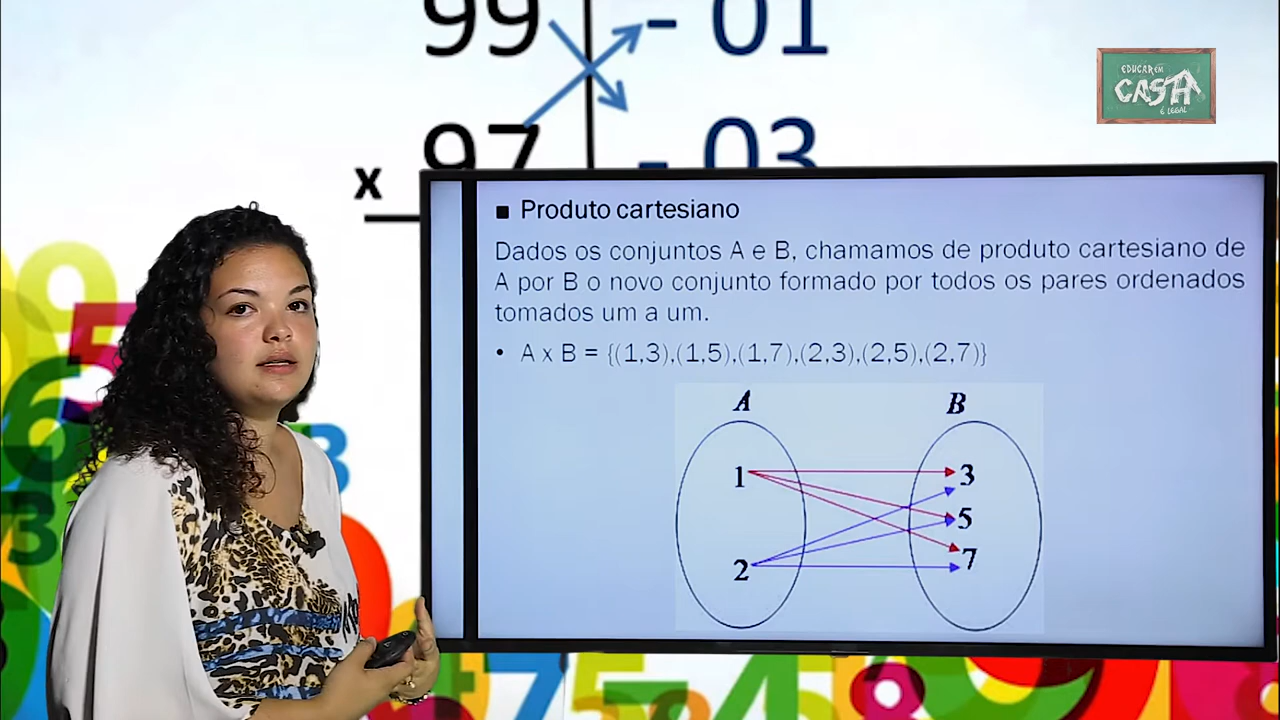 99 - 01
97 - 03
x
EDUCAR EM
CASA
É LEGAL
■ Produto cartesiano
Dados os conjuntos A e B, chamamos de produto cartesiano de
A por B o novo conjunto formado por todos os pares ordenados
tomados um a um.
• A x B = {(1,3),(1,5),(1,7),(2,3),(2,5),(2,7)}
A B
1 3
5
2 7